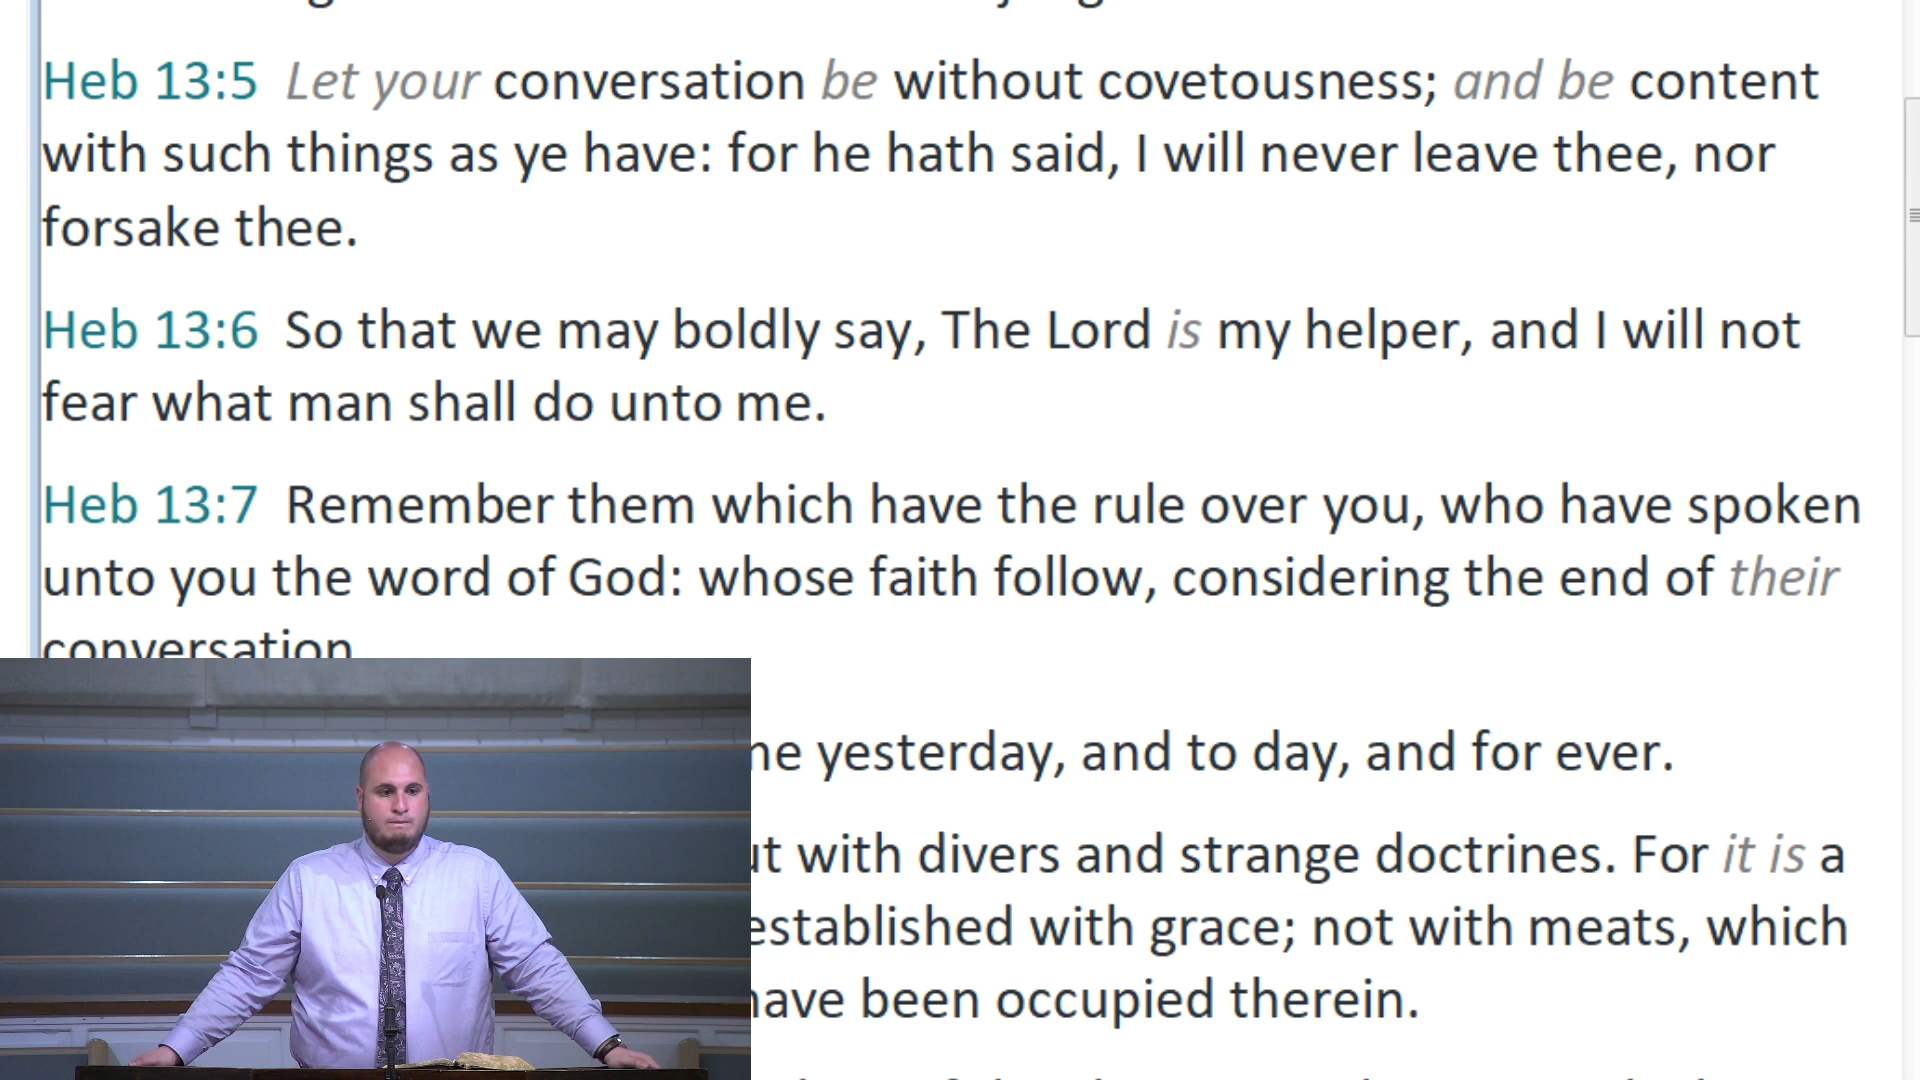 Heb 13:5 Let your conversation be without covetousness; and be content
with such things as ye have: for he hath said, I will never leave thee, nor
forsake thee.
Heb 13:6 So that we may boldly say, The Lord is my helper, and I will not
fear what man shall do unto me.
Heb 13:7 Remember them which have the rule over you, who have spoken
unto you the word of God: whose faith follow, considering the end of their
conversation
yesterday, and to day, and for ever.
with divers and strange doctrines. For it is a
established with grace; not with meats, which
have been occupied therein.